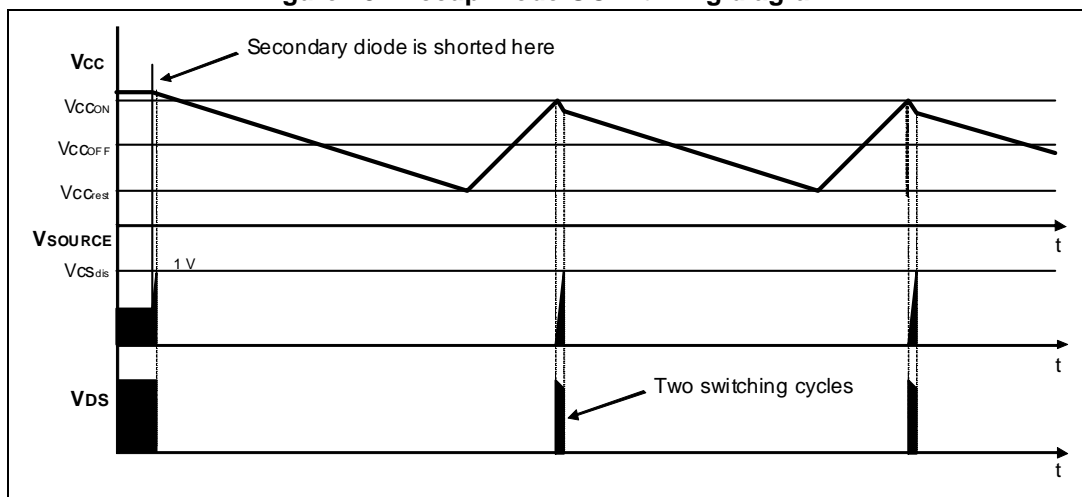 Secondary diode is shorted here
Vcc
VccON
VccOFF
Vccrest
t
VSOURCE
VCSdis
1 V
t
Two switching cycles
VDS
t